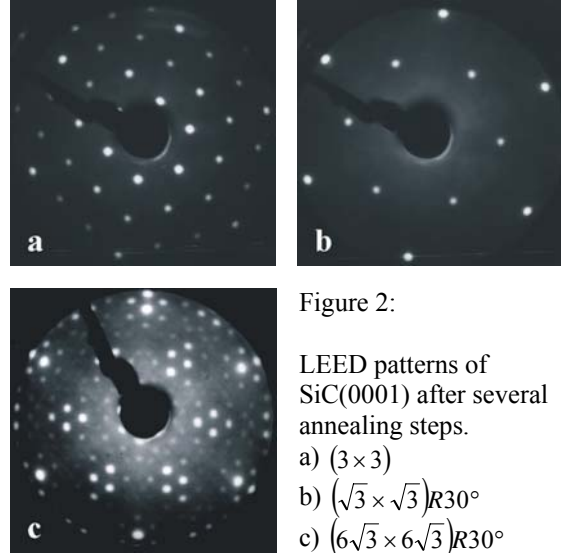 a
b
c
Figure 2:
LEED patterns of
SiC(0001) after several
annealing steps.
a) (3 × 3)
b) (√3 × √3)R30°
c) (6√3 × 6√3)R30°